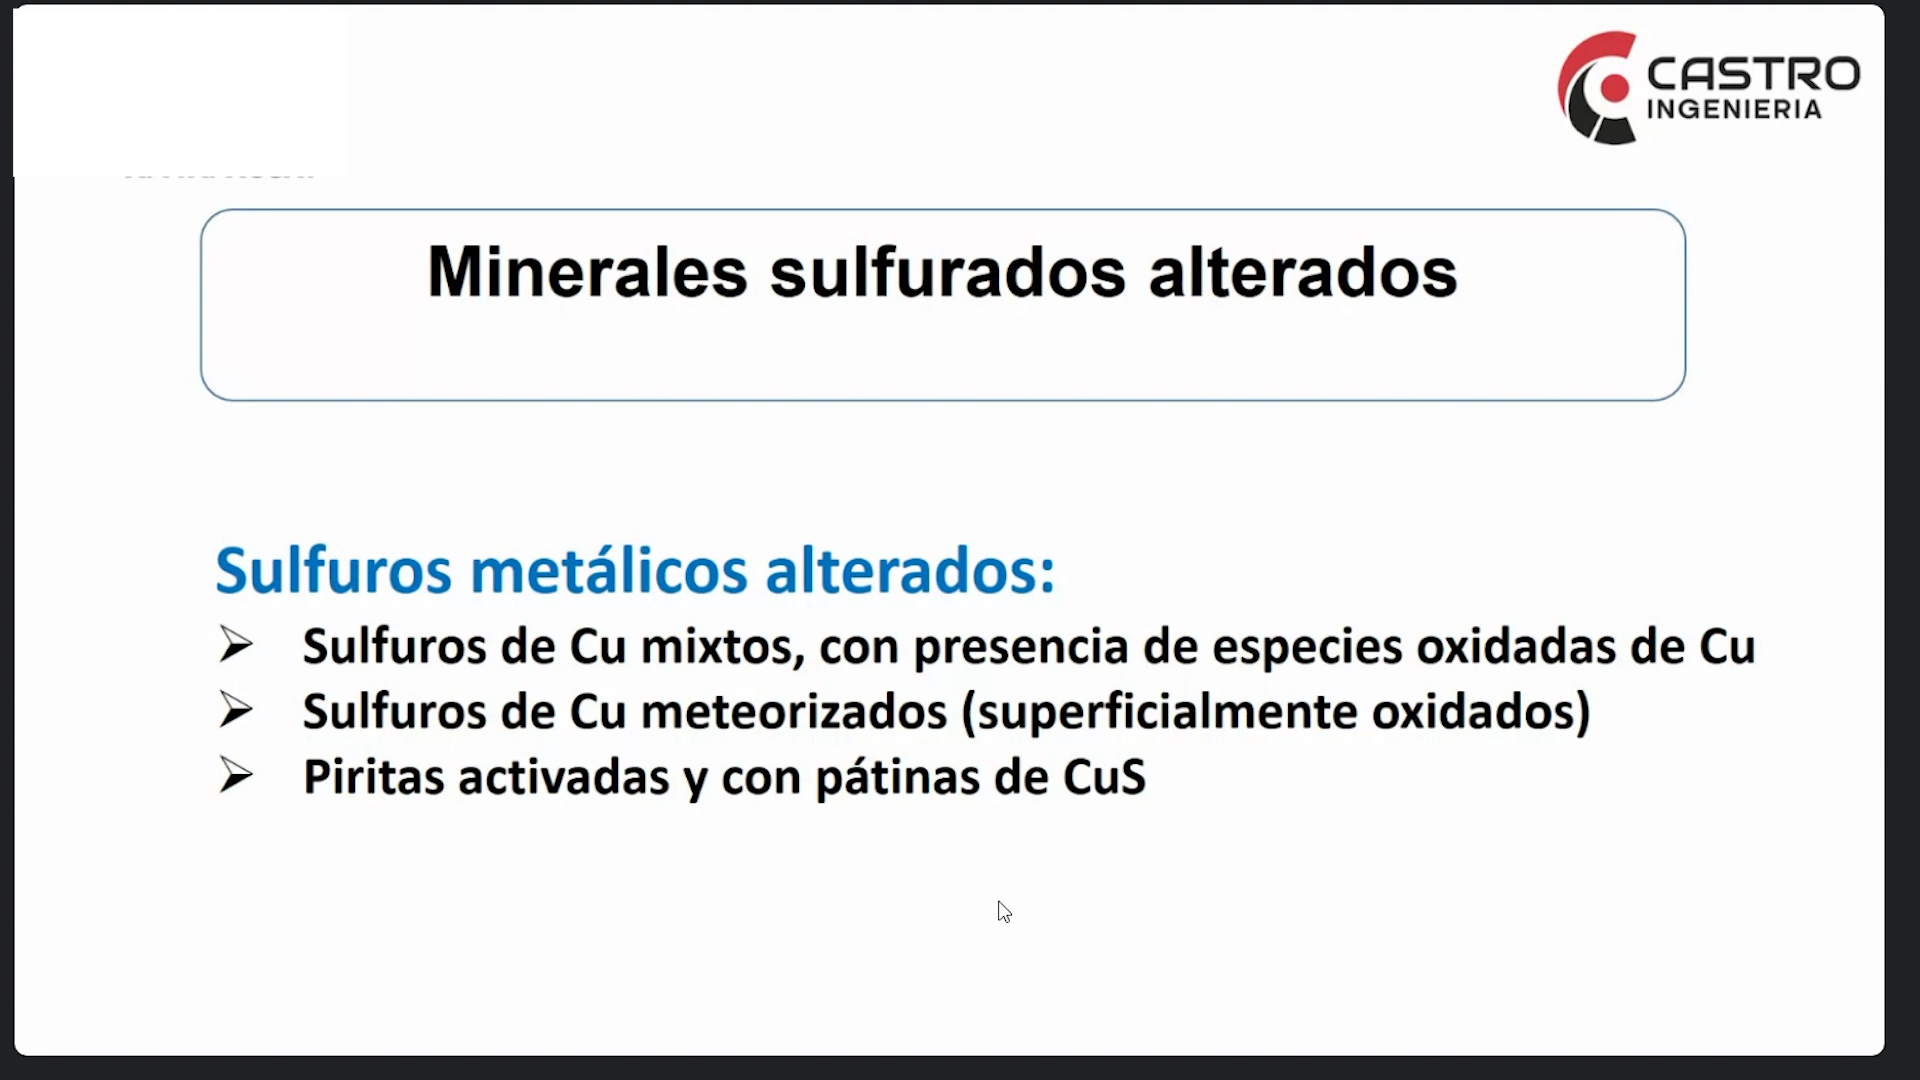 CASTRO
INGENIERIA
Minerales sulfurados alterados
Sulfuros metálicos alterados:
Sulfuros de Cu mixtos, con presencia de especies oxidadas de Cu
Sulfuros de Cu meteorizados (superficialmente oxidados)
Piritas activadas y con pátinas de CuS